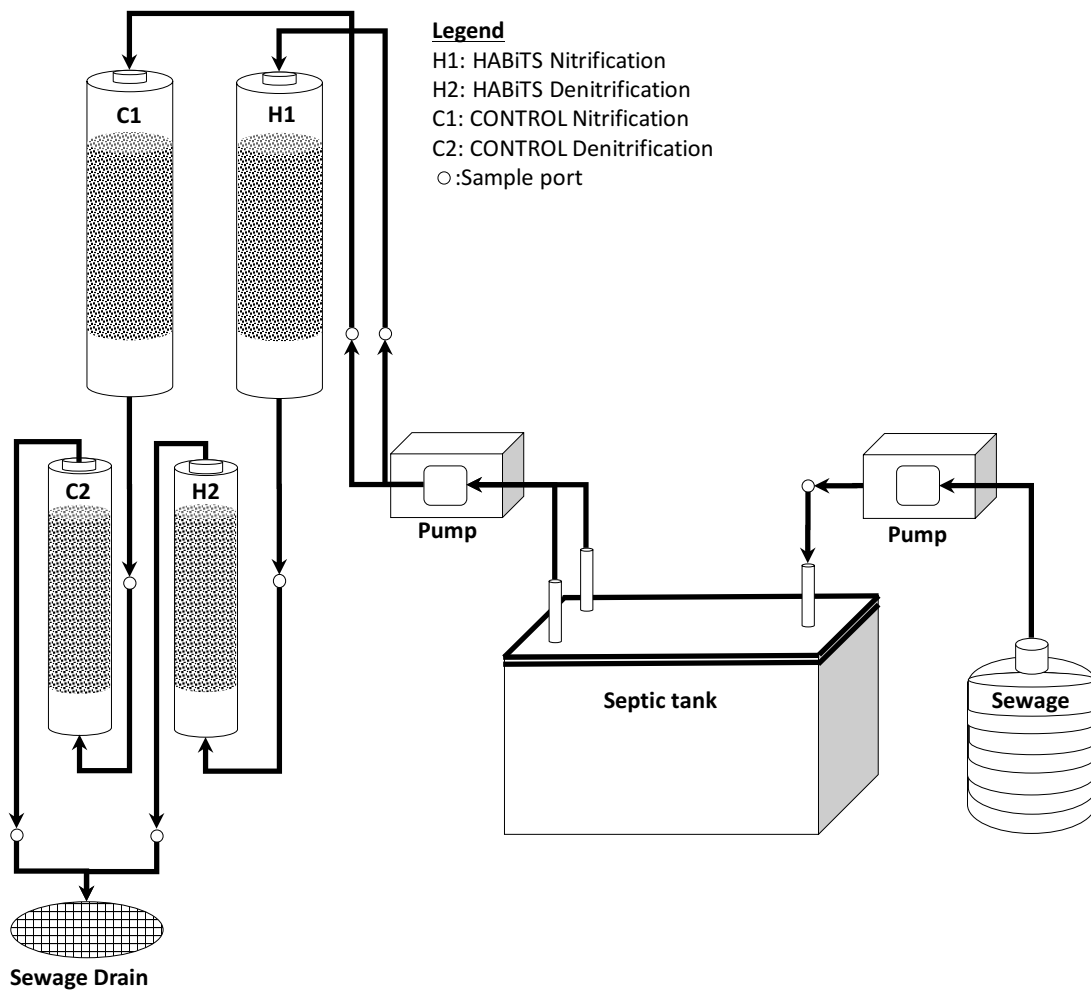 Legend
H1: HABiTS Nitrification
H2: HABiTS Denitrification
C1: CONTROL Nitrification
C2: CONTROL Denitrification
○:Sample port
C1
H1
C2
H2
Pump
Pump
Septic tank
Sewage
Sewage Drain